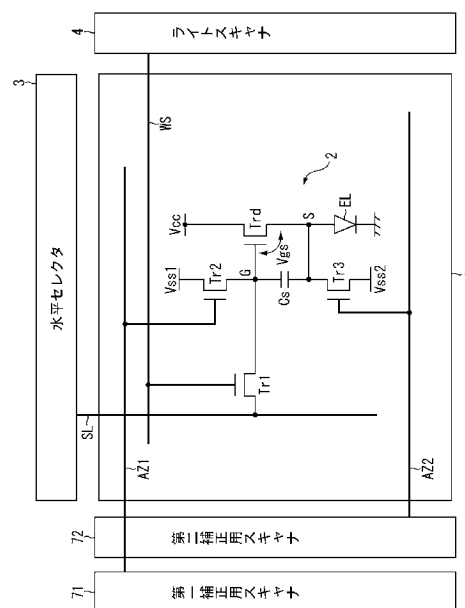 4
ライトスキャナ
3
水平セレクタ
WS
2
Vcc
Trd
S
EL
Vgs
Vss1
Tr2
G
Cs
Tr3
Vss2
Tr1
SL
AZ1
AZ2
72
第二補正用スキャナ
71
第一補正用スキャナ